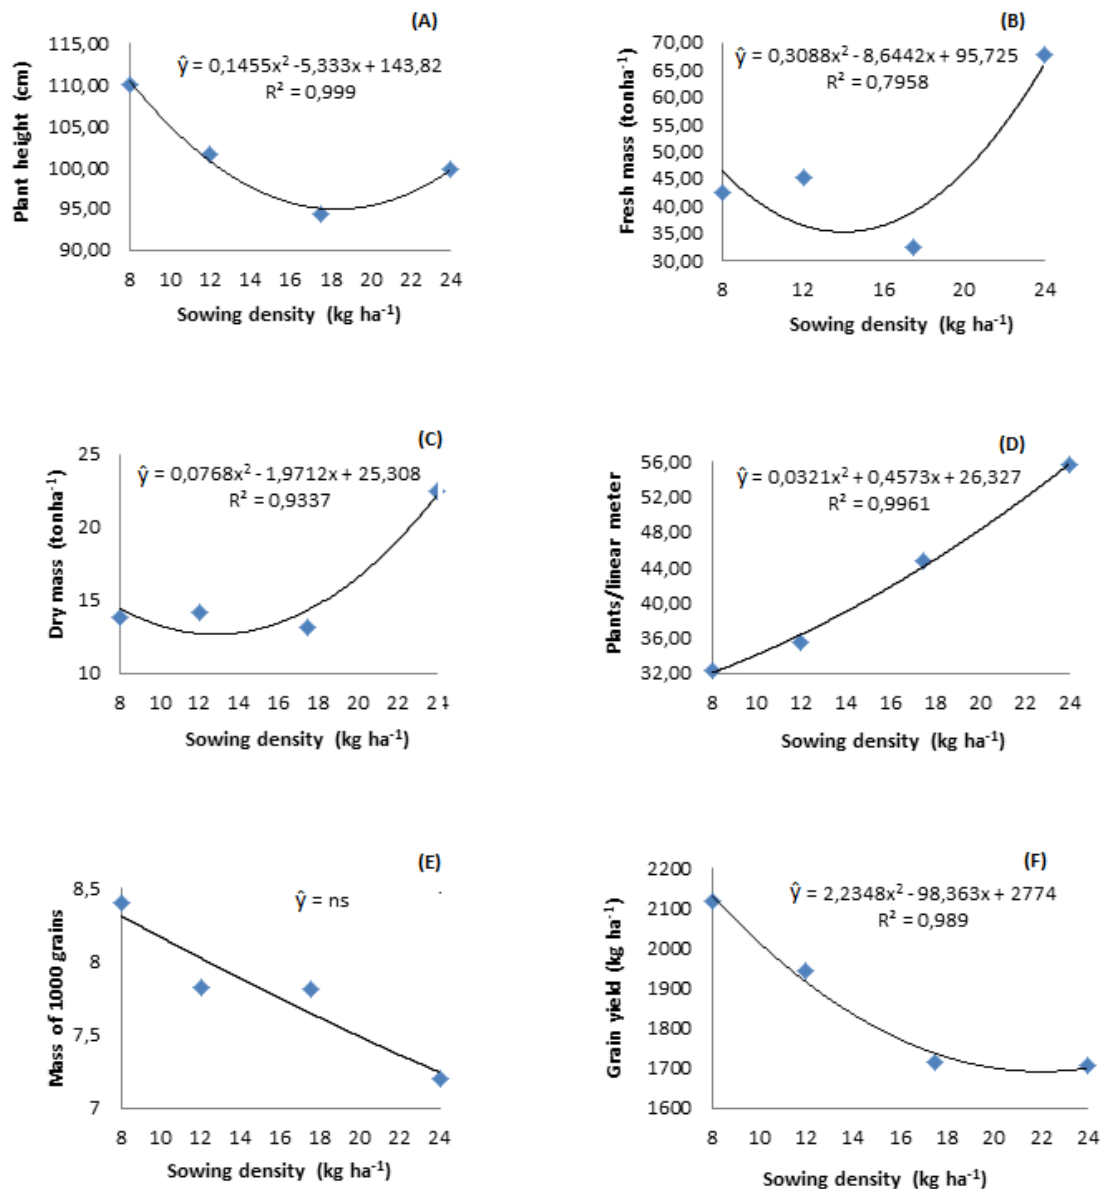 (A)
ŷ = 0,1455x² -5,333x + 143,82
R² = 0,999
115,00
110,00
105,00
100,00
95,00
90,00
Plant height (cm)
8 10 12 14 16 18 20 22 24
Sowing density (kg ha⁻¹)
(B)
ŷ = 0,3088x² - 8,6442x + 95,725
R² = 0,7958
70,00
65,00
60,00
55,00
50,00
45,00
40,00
35,00
30,00
Fresh mass (tonha⁻¹)
8 12 16 20 24
Sowing density (kg ha⁻¹)
(C)
ŷ = 0,0768x² - 1,9712x + 25,308
R² = 0,9337
25
20
15
10
Dry mass (tonha⁻¹)
8 10 12 14 16 18 20 22 24
Sowing density (kg ha⁻¹)
(D)
ŷ = 0,0321x² + 0,4573x + 26,327
R² = 0,9961
56,00
52,00
48,00
44,00
40,00
36,00
32,00
Plants/linear meter
8 10 12 14 16 18 20 22 24
Sowing density (kg ha⁻¹)
(E)
ŷ = ns
8,5
8
7,5
7
Mass of 1000 grains
8 10 12 14 16 18 20 22 24
Sowing density (kg ha⁻¹)
(F)
ŷ = 2,2348x² - 98,363x + 2774
R² = 0,989
2200
2100
2000
1900
1800
1700
1600
Grain yield (kg ha⁻¹)
8 10 12 14 16 18 20 22 24
Sowing density (kg ha⁻¹)